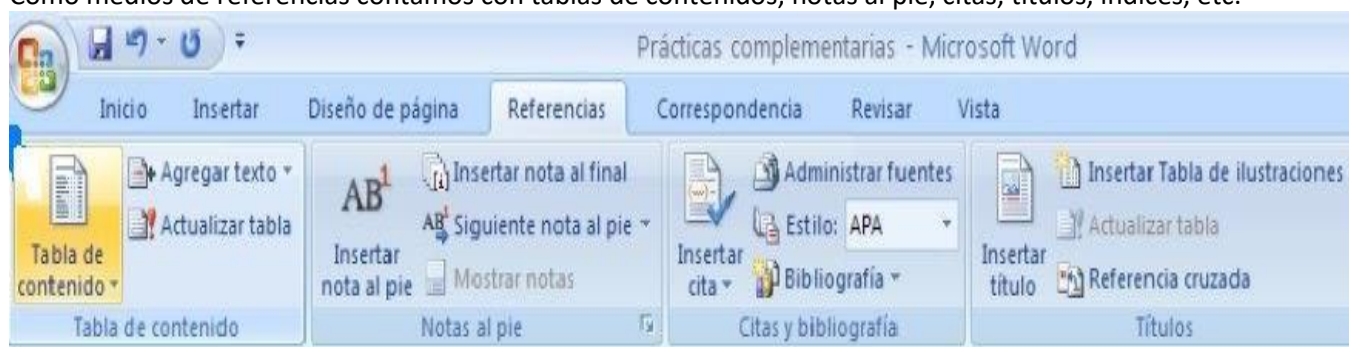 Como medios de referencias contamos con tablas de contenidos, notas al pie, citas, títulos, índices, etc.
Prácticas complementarias - Microsoft Word
Inicio Insertar Diseño de página Referencias Correspondencia Revisar Vista
Tabla de contenido
Agregar texto
Actualizar tabla
Tabla de contenido
AB1
Insertar nota al pie
Insertar nota al final
AB1 Siguiente nota al pie
Mostrar notas
Notas al pie
Insertar cita
Administrar fuentes
Estilo: APA
Bibliografía
Citas y bibliografía
Insertar título
Insertar Tabla de ilustraciones
Actualizar tabla
Referencia cruzada
Títulos